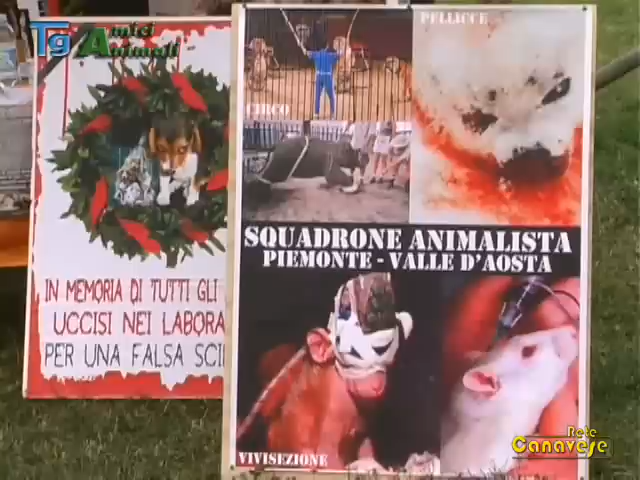 Tg Amici
Animali
PELLICCE
CIRCO
SQUADRONE ANIMALISTA
PIEMONTE - VALLE D'AOSTA
IN MEMORIA DI TUTTI GLI
UCCISI NEI LABORA
PER UNA FALSA SCI
VIVISEZIONE
Rete
Canavese